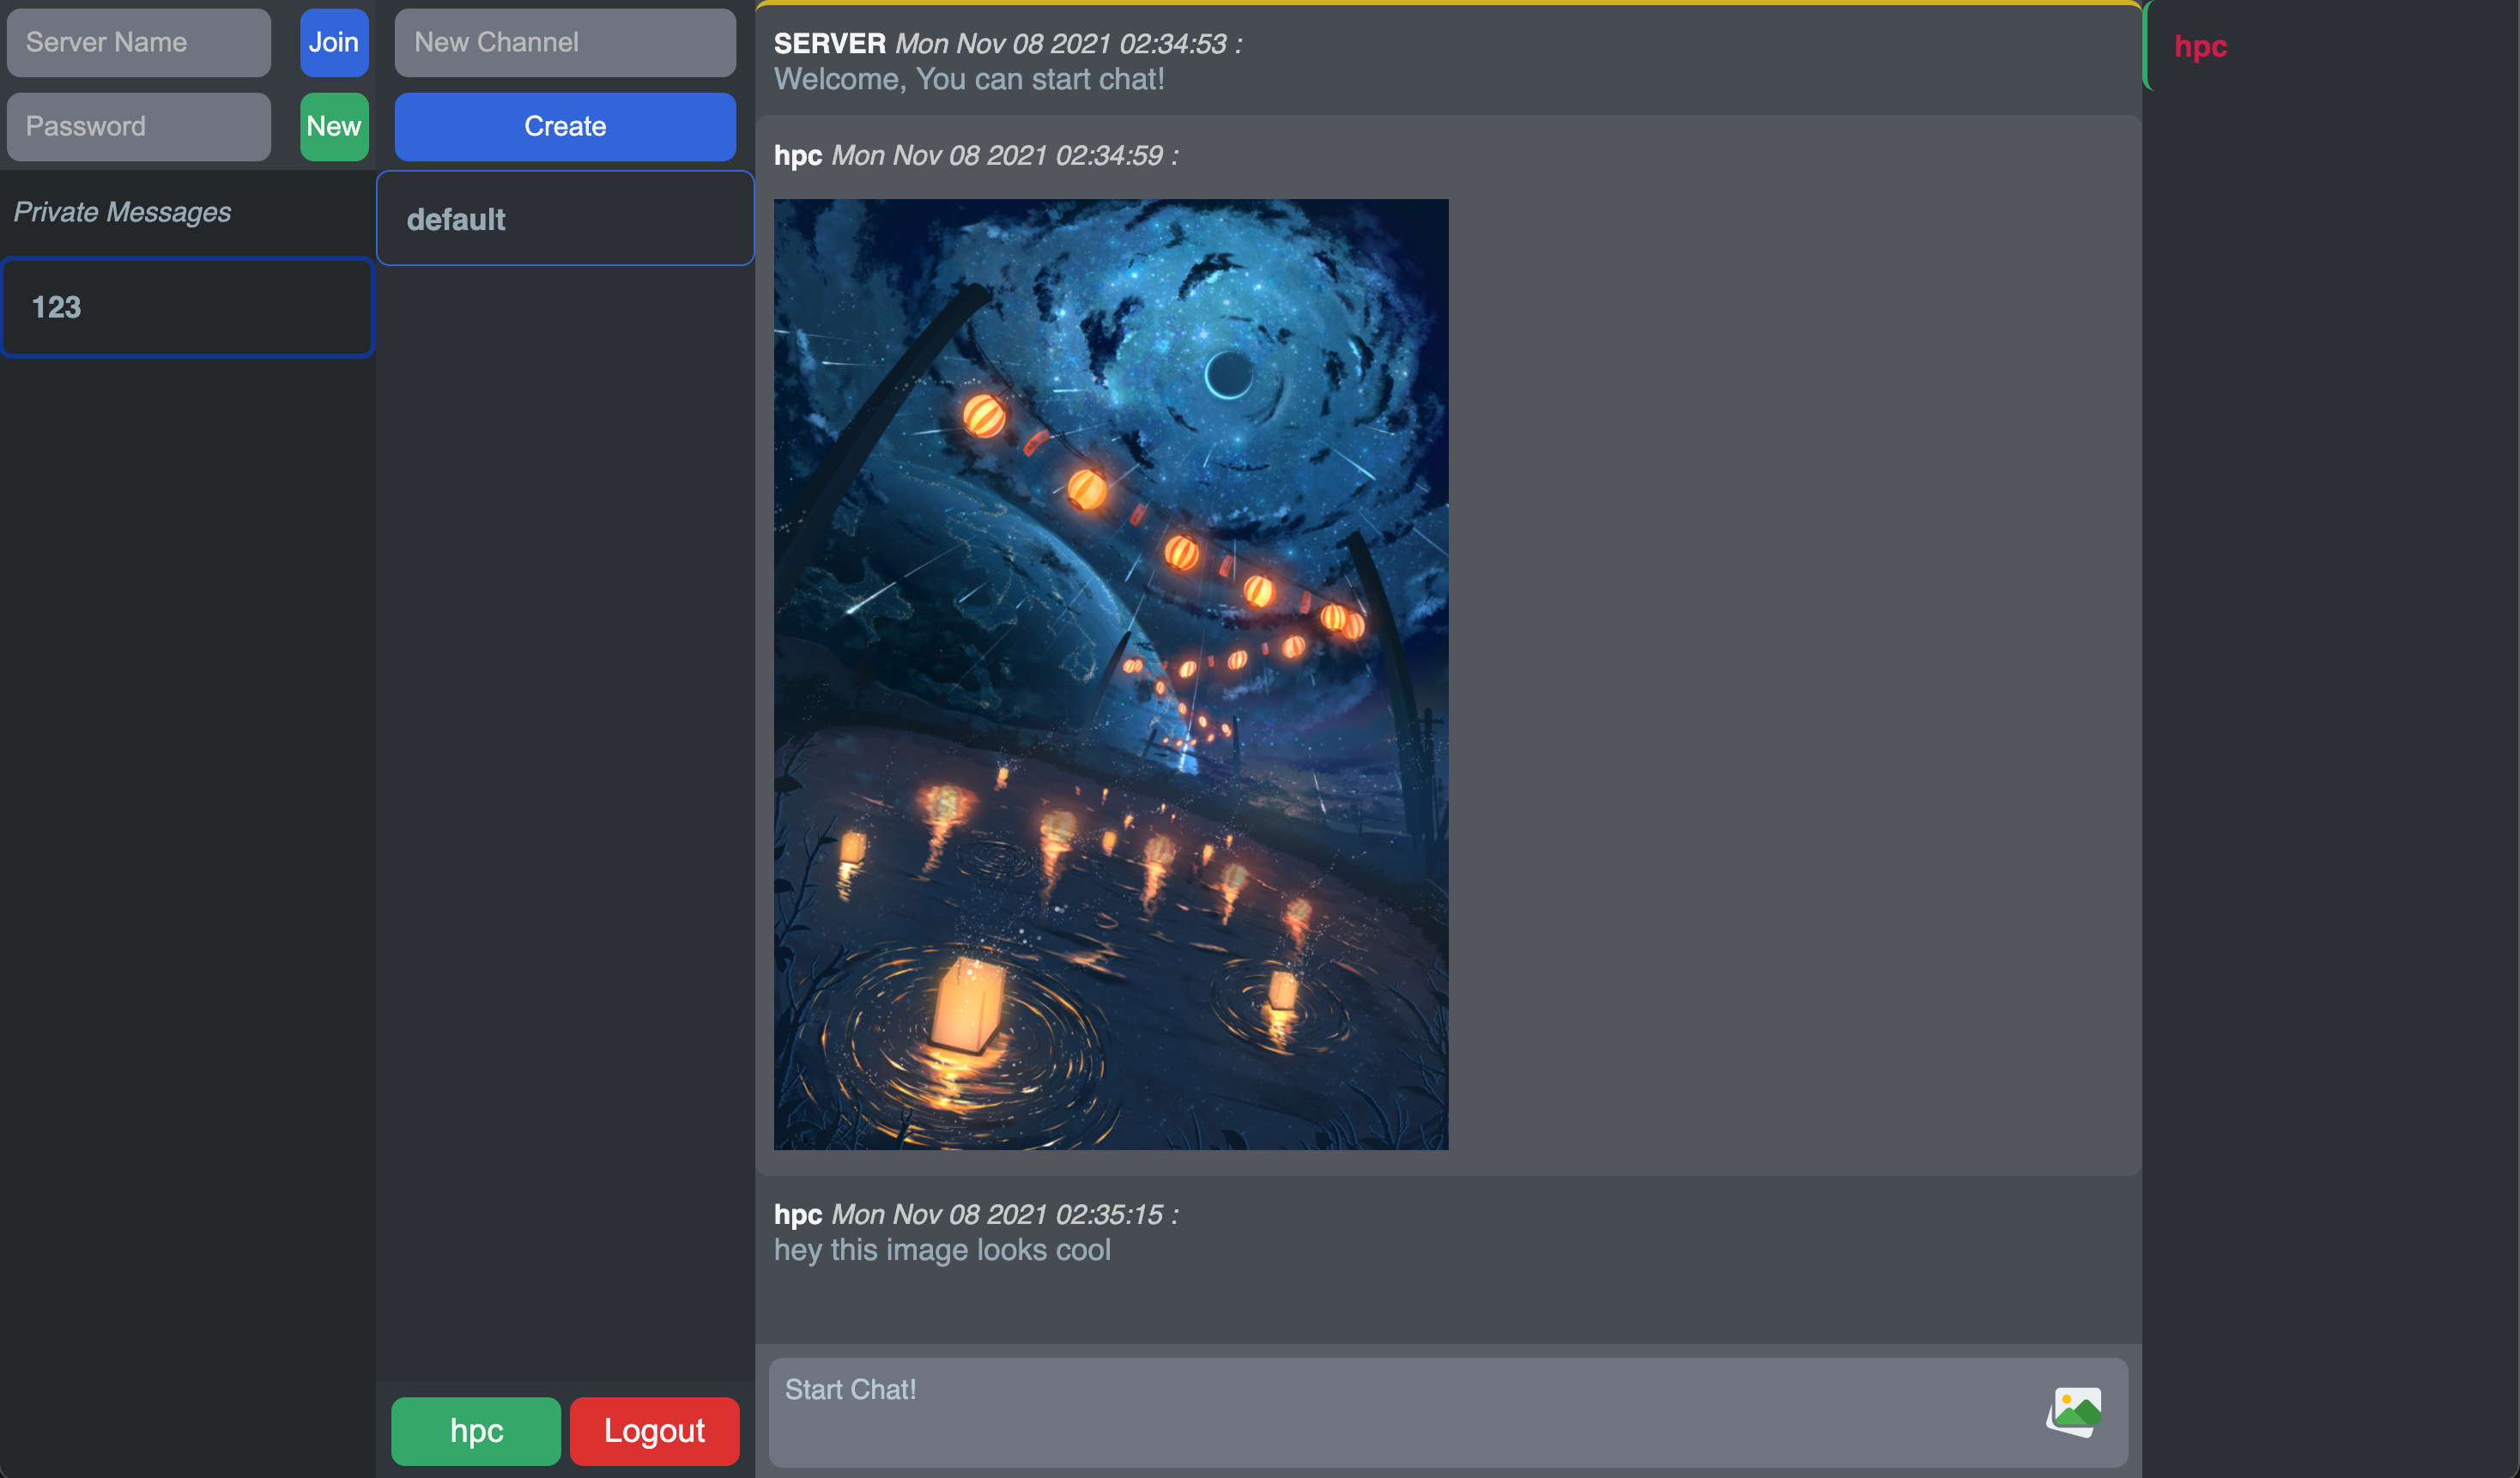 Server Name
Join
Password
New
Private Messages
123
New Channel
Create
default
hpc
Logout
SERVER Mon Nov 08 2021 02:34:53 :
Welcome, You can start chat!
hpc Mon Nov 08 2021 02:34:59 :
hpc Mon Nov 08 2021 02:35:15 :
hey this image looks cool
Start Chat!
hpc